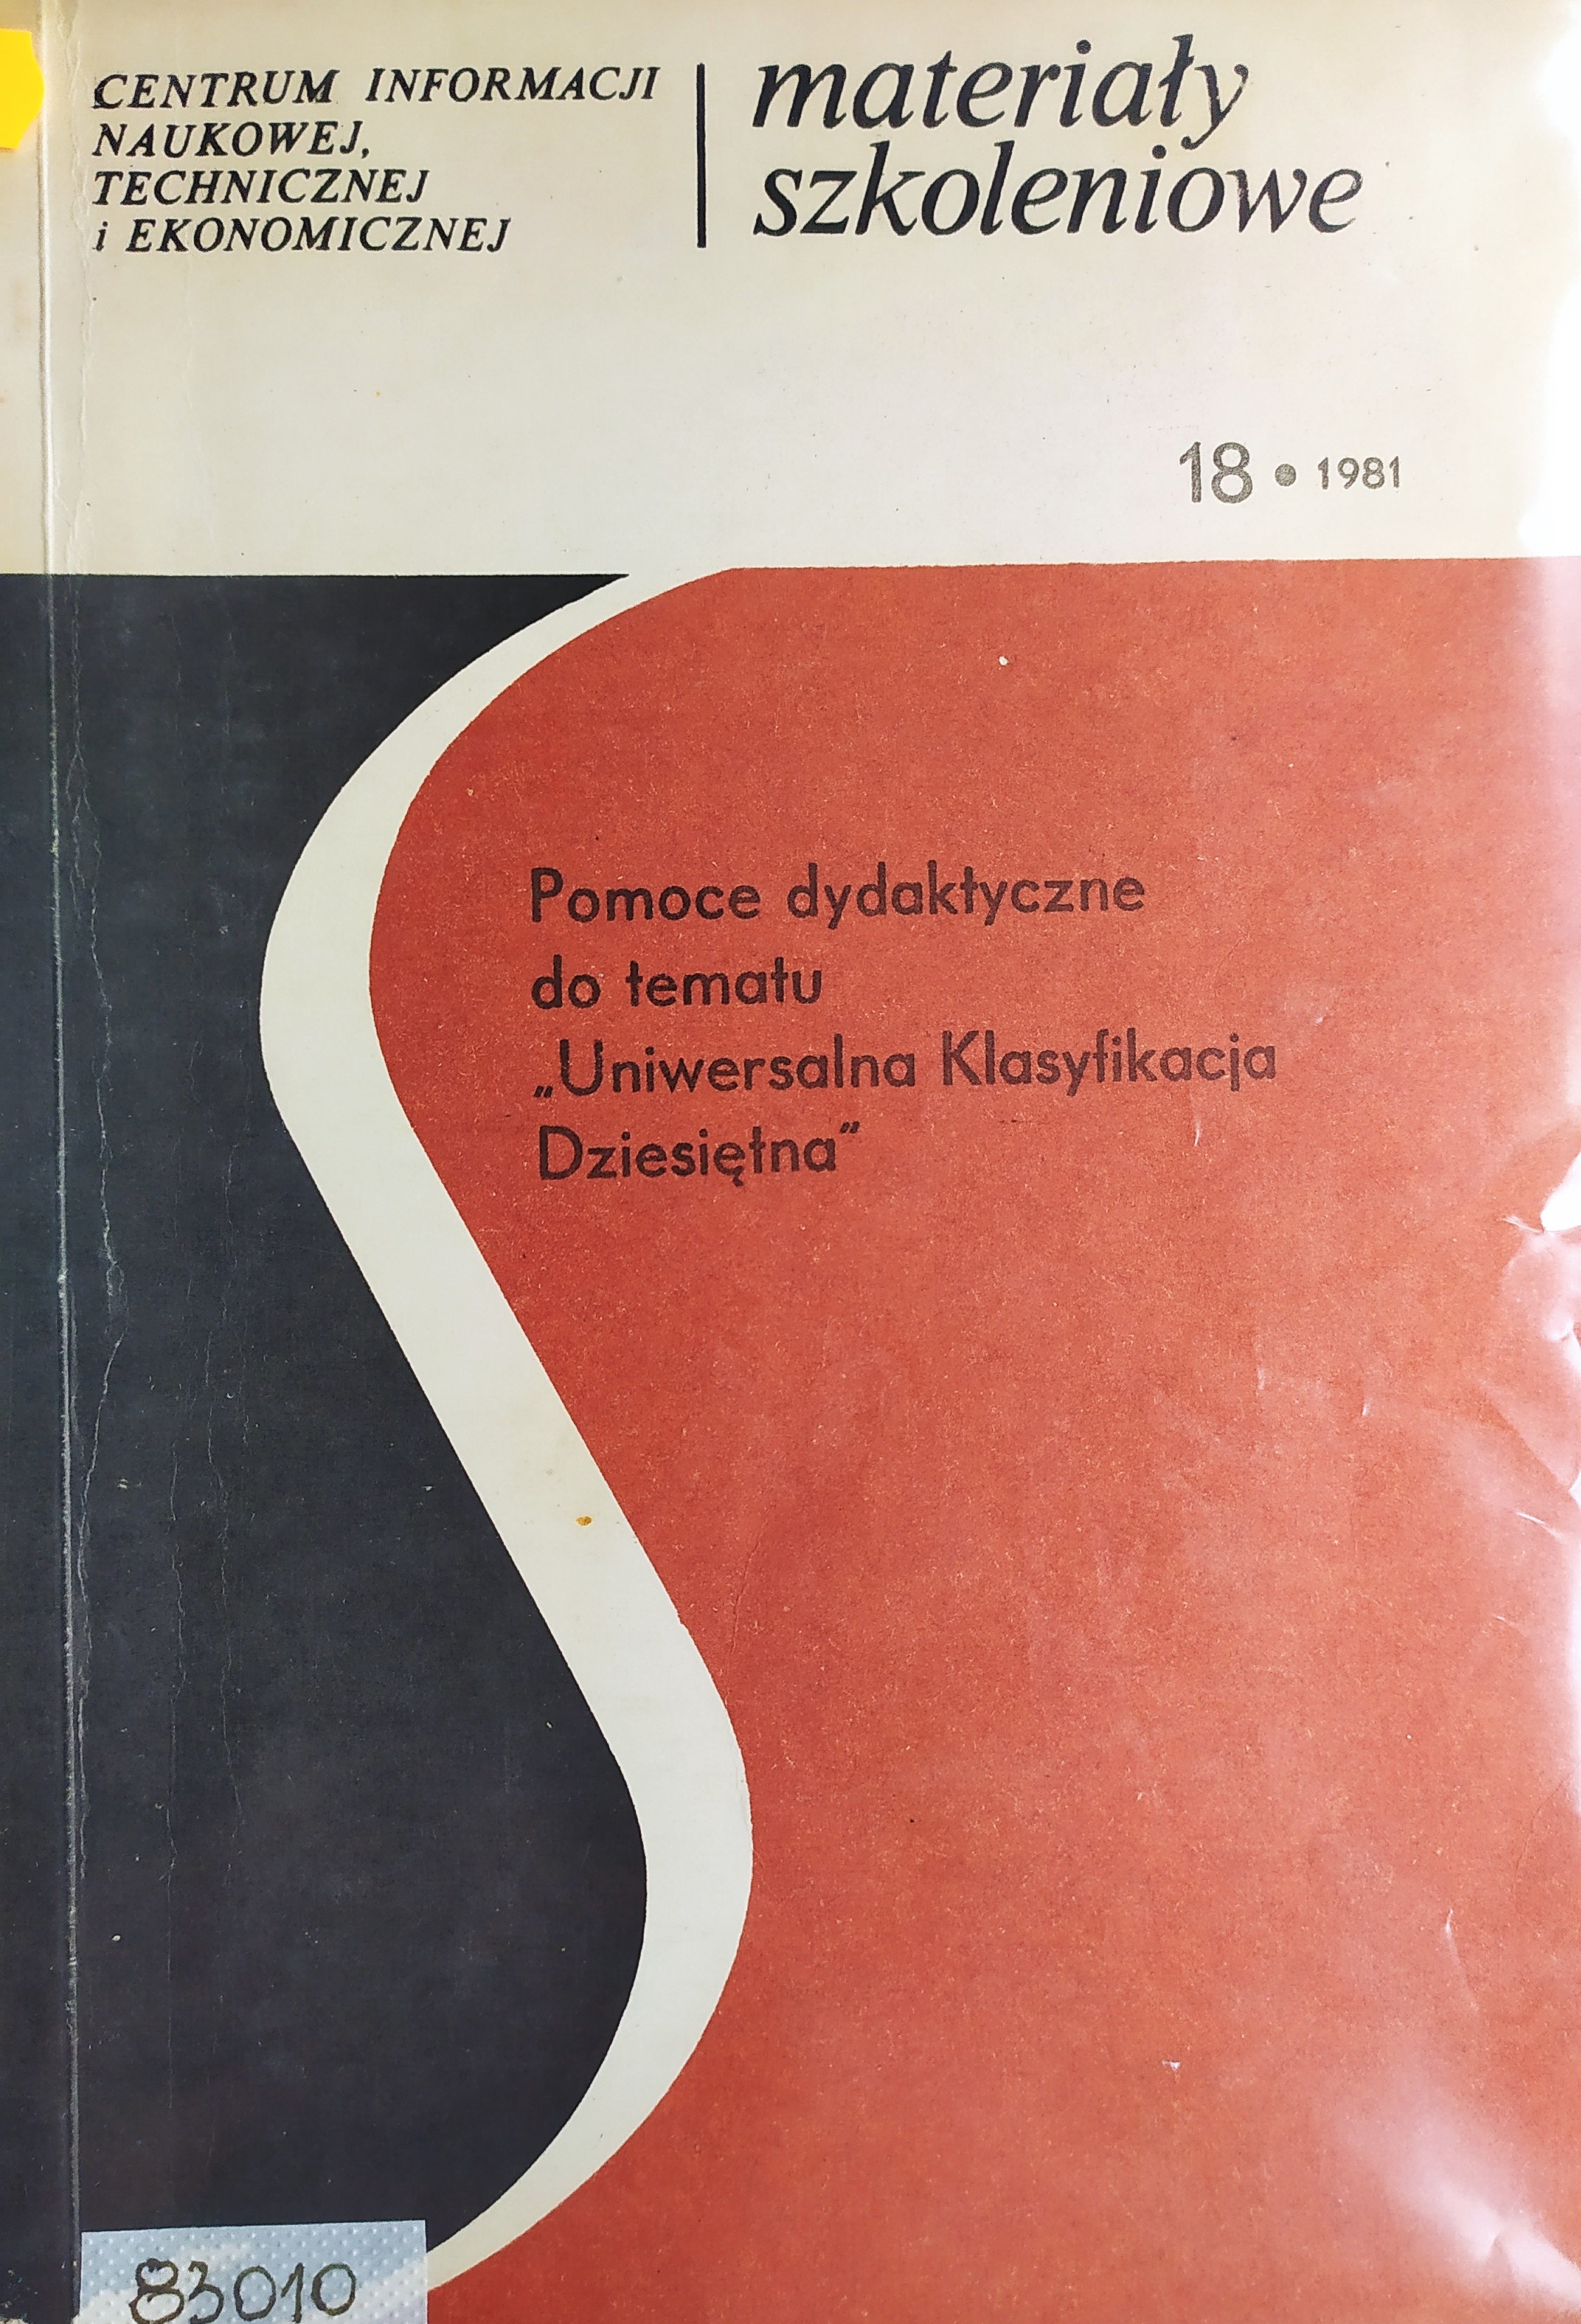 CENTRUM INFORMACJI
NAUKOWEJ,
TECHNICZNEJ
i EKONOMICZNEJ
materiały
szkoleniowe
18 • 1981
Pomoce dydaktyczne
do tematu
„Uniwersalna Klasyfikacja
Dziesiętna”
83010